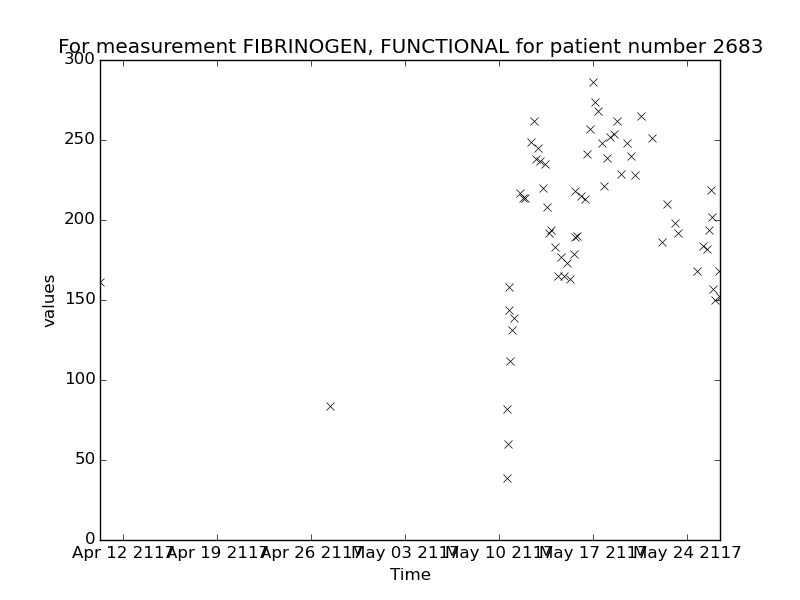 For measurement FIBRINOGEN, FUNCTIONAL for patient number 2683
300
250
200
150
100
50
0
values
Apr 12 2117 Apr 19 2117 Apr 26 2117 May 03 2117 May 10 2117 May 17 2117 May 24 2117
Time